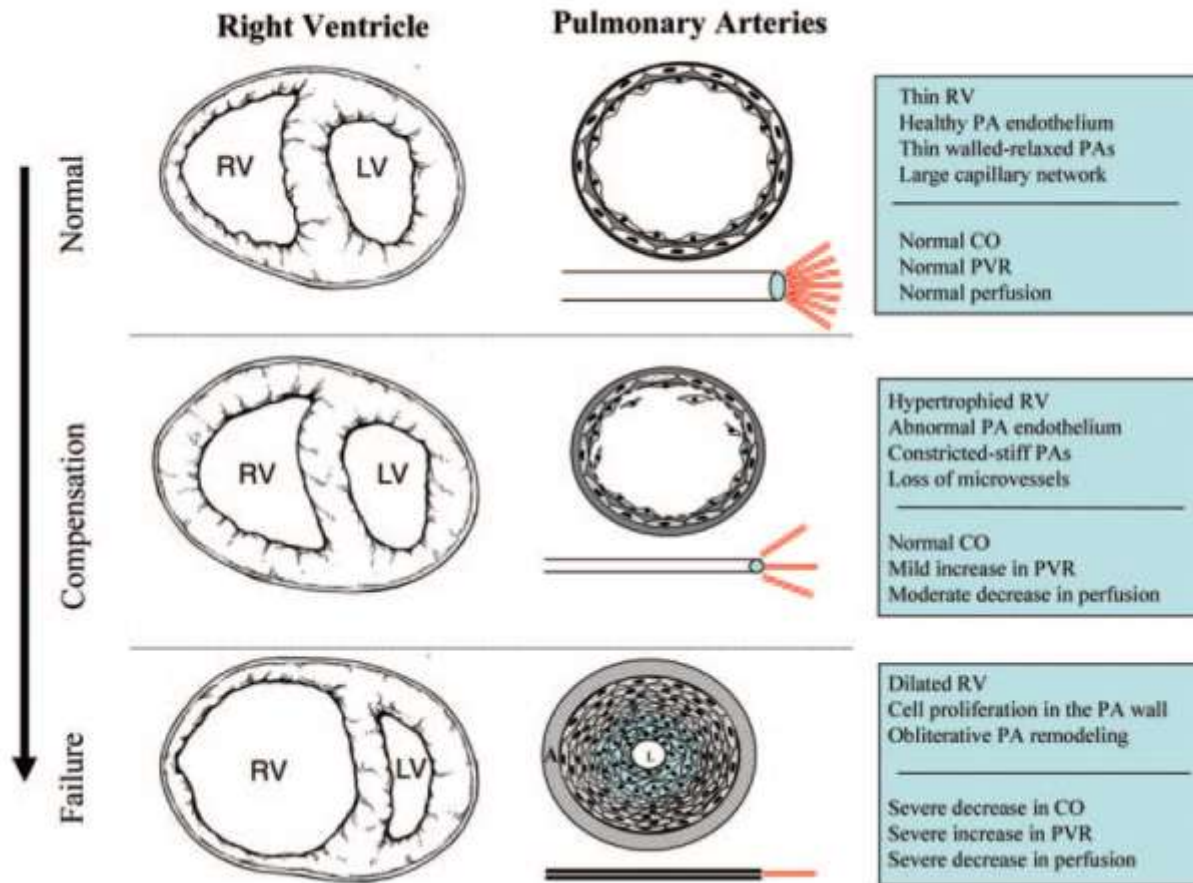 Right Ventricle
Pulmonary Arteries
Normal
RV
LV
Thin RV
Healthy PA endothelium
Thin walled-relaxed PAs
Large capillary network
Normal CO
Normal PVR
Normal perfusion
Compensation
RV
LV
Hypertrophied RV
Abnormal PA endothelium
Constricted-stiff PAs
Loss of microvessels
Normal CO
Mild increase in PVR
Moderate decrease in perfusion
Failure
RV
LV
A
L
Dilated RV
Cell proliferation in the PA wall
Obliterative PA remodeling
Severe decrease in CO
Severe increase in PVR
Severe decrease in perfusion